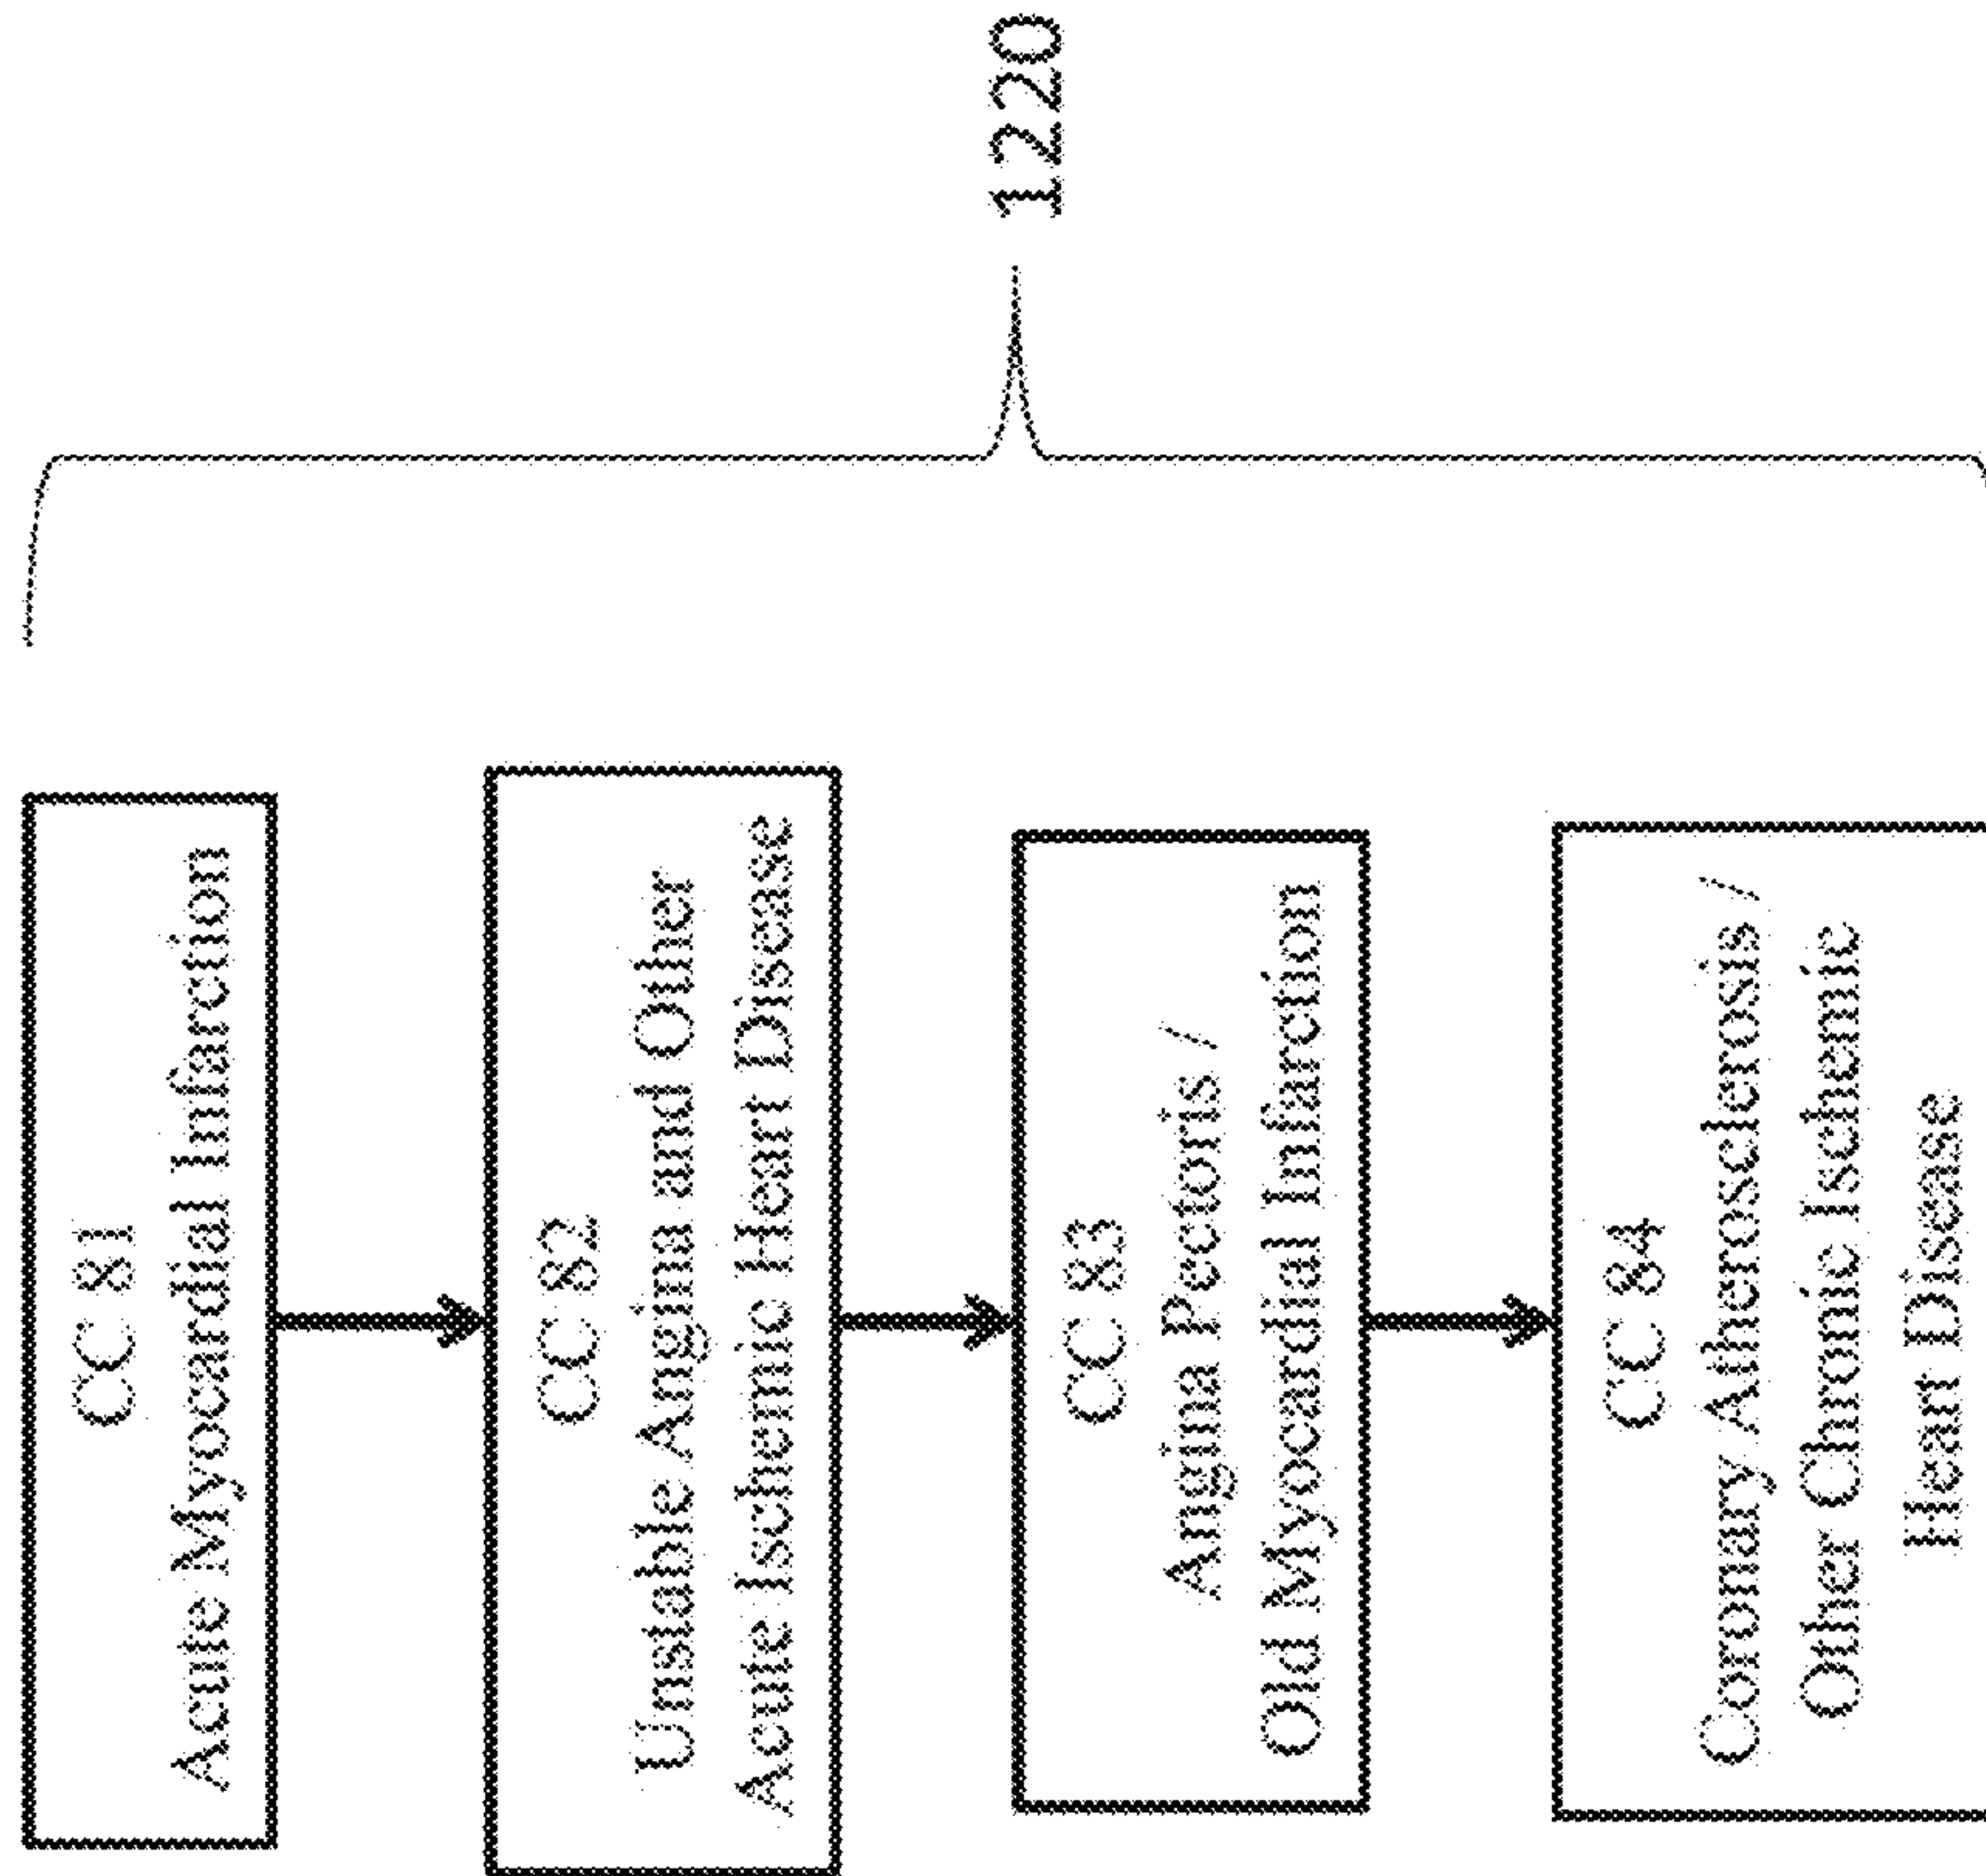 CC 81
Acute Myocardial Infarction
CC 82
Unstable Angina and Other
Acute Ischemic Heart Disease
CC 83
Angina Pectoris /
Old Myocardial Infarction
CC 84
Coronary Atherosclerosis /
Other Chronic Ischemic
Heart Disease
1220